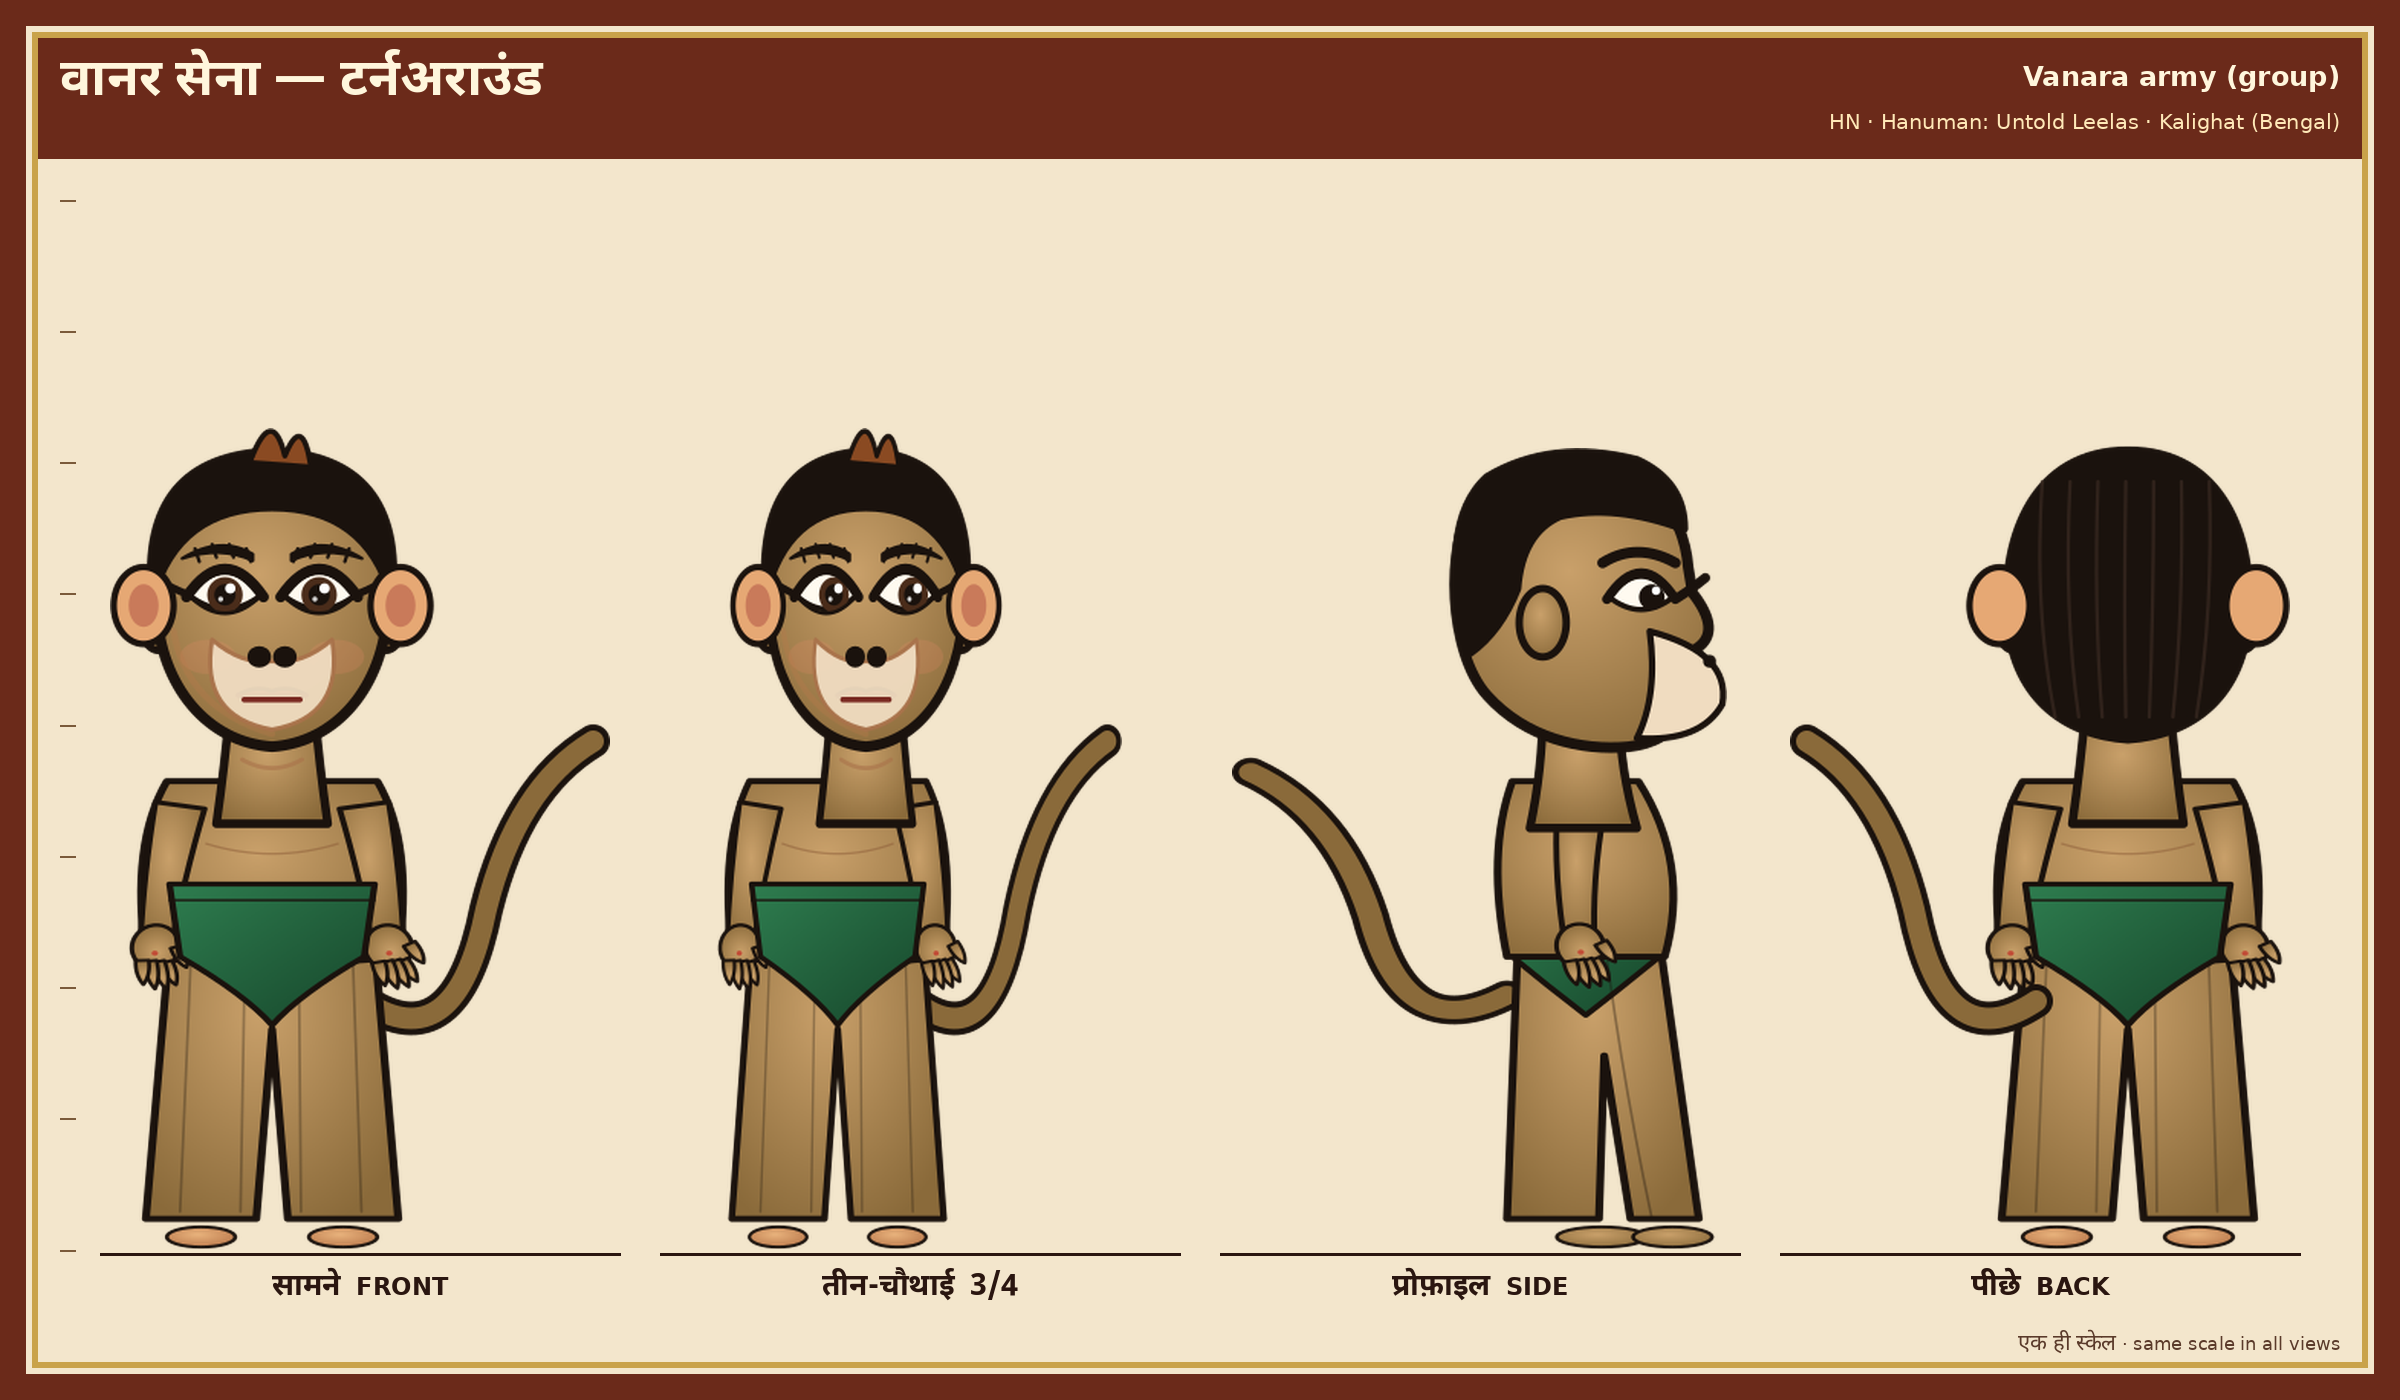 वानर सेना — टर्नअराउंड
Vanara army (group)
HN · Hanuman: Untold Leelas · Kalighat (Bengal)
सामने FRONT
तीन-चौथाई 3/4
प्रोफ़ाइल SIDE
पीछे BACK
एक ही स्केल · same scale in all views